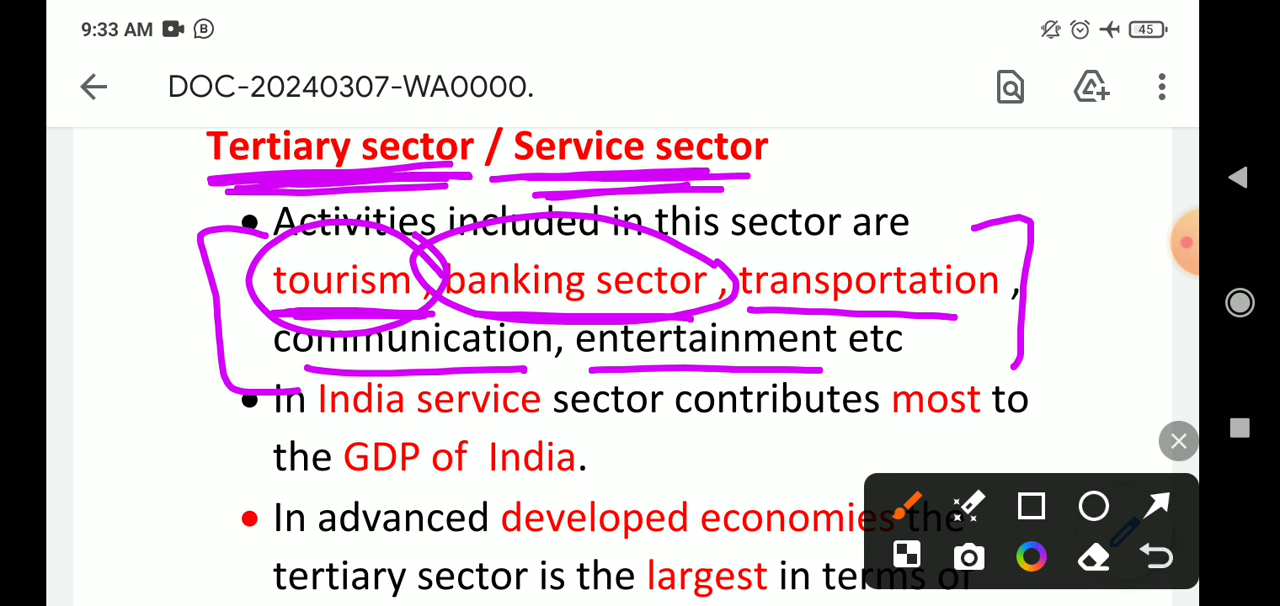 9:33 AM
45
DOC-20240307-WA0000.
Tertiary sector / Service sector
• Activities included in this sector are
tourism , banking sector , transportation ,
communication, entertainment etc
• In India service sector contributes most to
the GDP of India.
• In advanced developed economies the
tertiary sector is the largest in terms of